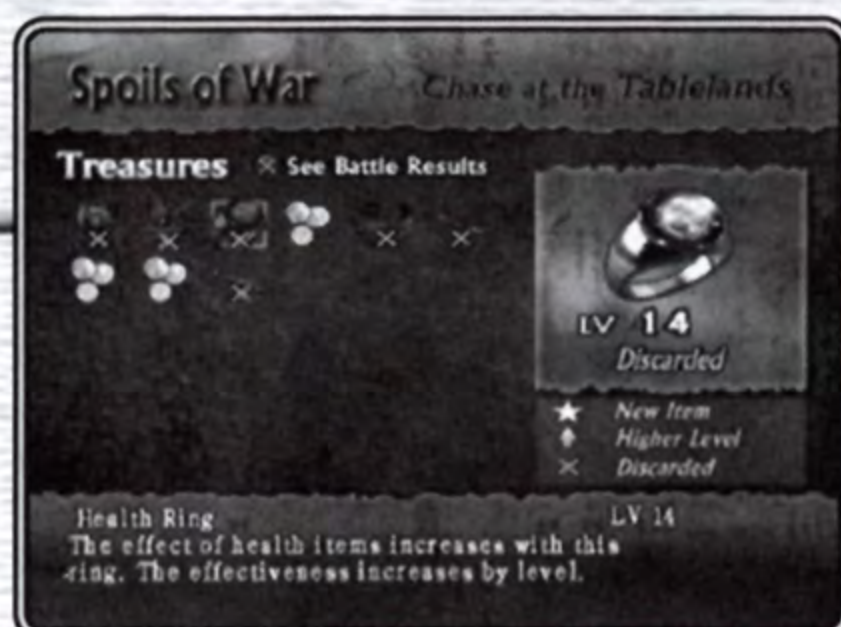 Spoils of War
Chase at the Tablelands
Treasures
See Battle Results
LV 14
Discarded
New Item
Higher Level
Discarded
Health Ring
LV 14
The effect of health items increases with this
ring. The effectiveness increases by level.